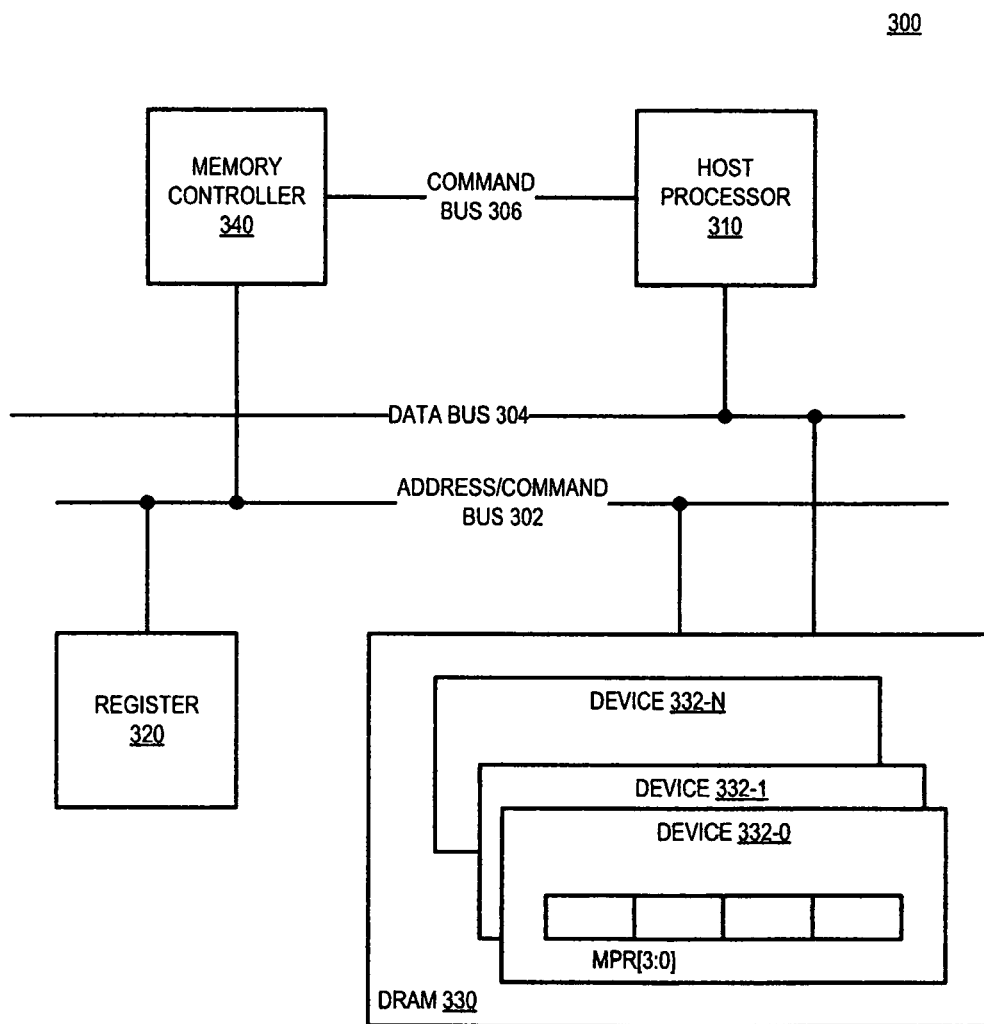 300
MEMORY
CONTROLLER
340
COMMAND
BUS 306
HOST
PROCESSOR
310
DATA BUS 304
ADDRESS/COMMAND
BUS 302
REGISTER
320
DEVICE 332-N
DEVICE 332-1
DEVICE 332-0
MPR[3:0]
DRAM 330